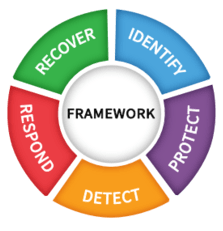 IDENTIFY
PROTECT
DETECT
RESPOND
RECOVER
FRAMEWORK